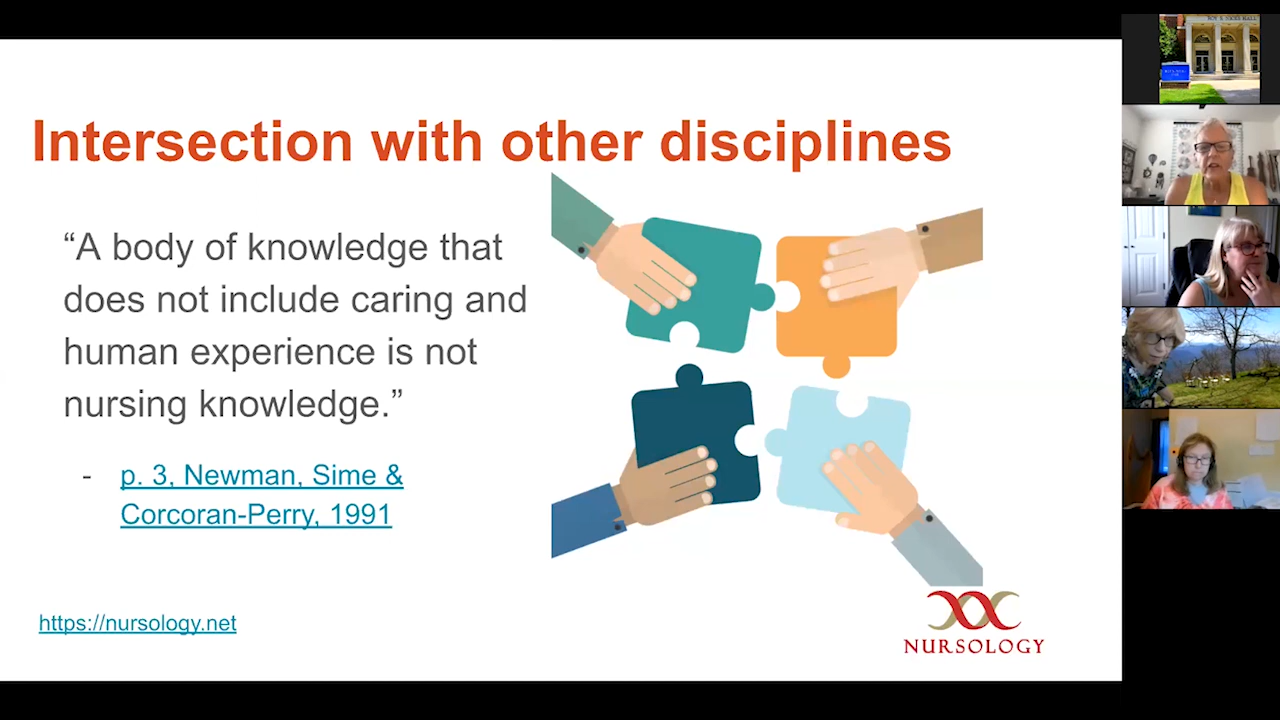 Intersection with other disciplines
“A body of knowledge that
does not include caring and
human experience is not
nursing knowledge.”
- p. 3, Newman, Sime &
Corcoran-Perry, 1991
https://nursology.net
NURSOLOGY